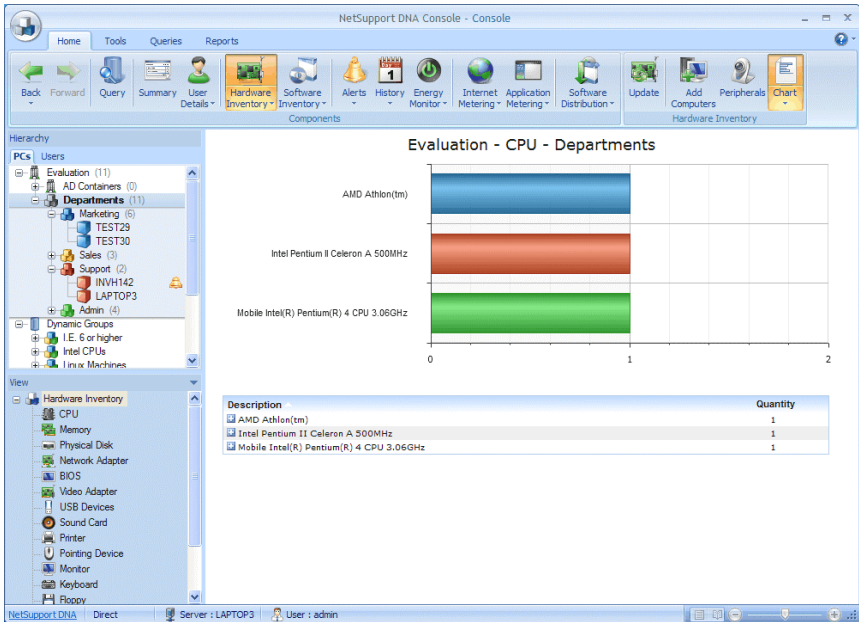 NetSupport DNA Console - Console
Home Tools Queries Reports
Back Forward Query Summary User Details Hardware Inventory Software Inventory Alerts History Energy Monitor Internet Metering Application Metering Software Distribution Update Add Computers Peripherals Chart
1
Components Hardware Inventory
Hierarchy
PCs Users
Evaluation (11)
AD Containers (0)
Departments (11)
Marketing (6)
TEST29
TEST30
Sales (3)
Support (2)
INVH142
LAPTOP3
Admin (4)
Dynamic Groups
I.E. 6 or higher
Intel CPUs
Linux Machines
View
Hardware Inventory
CPU
Memory
Physical Disk
Network Adapter
BIOS
Video Adapter
USB Devices
Sound Card
Printer
Pointing Device
Monitor
Keyboard
Floppy
Evaluation - CPU - Departments
AMD Athlon(tm)
Intel Pentium II Celeron A 500MHz
Mobile Intel(R) Pentium(R) 4 CPU 3.06GHz
0 1 2
Description Quantity
AMD Athlon(tm) 1
Intel Pentium II Celeron A 500MHz 1
Mobile Intel(R) Pentium(R) 4 CPU 3.06GHz 1
NetSupport DNA Direct Server : LAPTOP3 User : admin